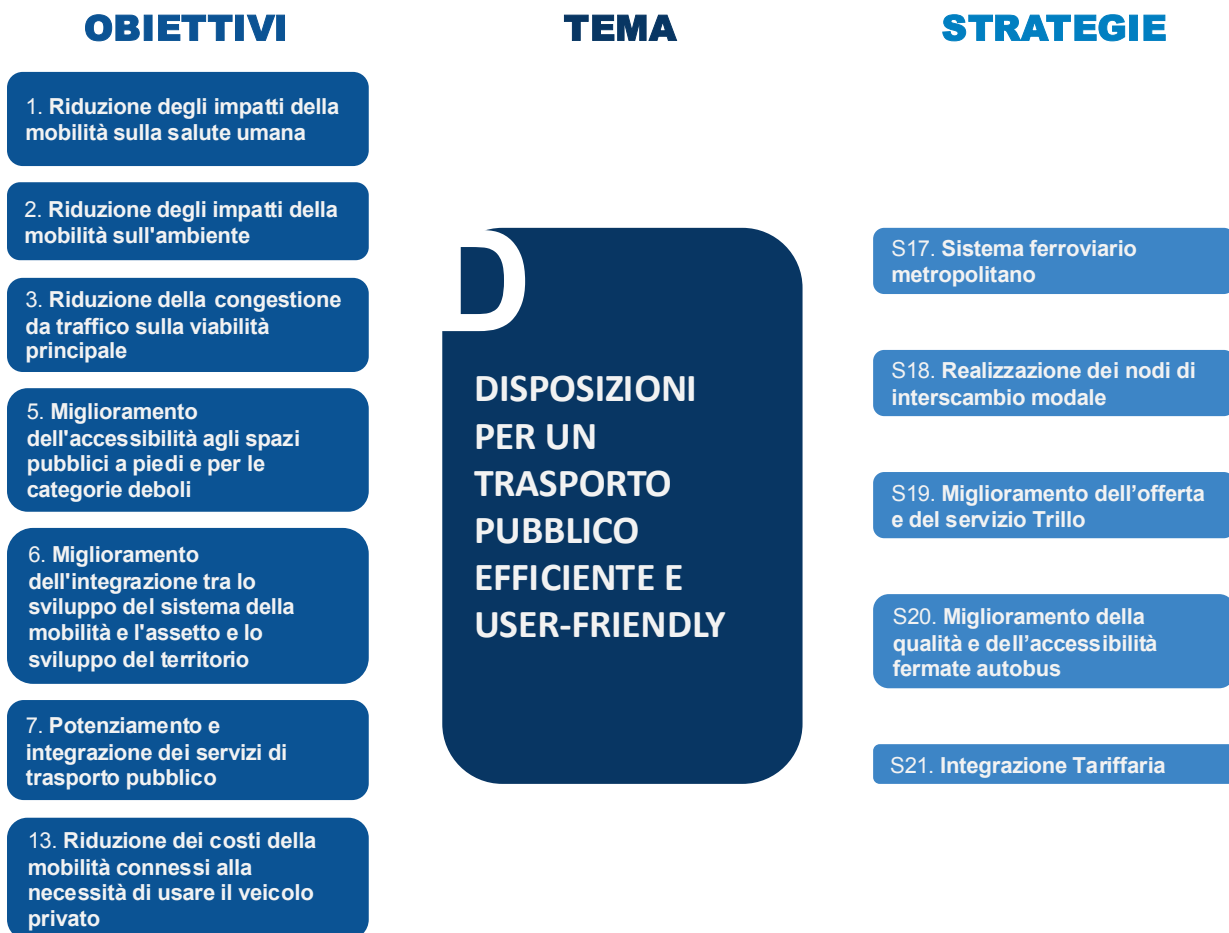 OBIETTIVI
1. Riduzione degli impatti della
mobilità sulla salute umana
2. Riduzione degli impatti della
mobilità sull'ambiente
3. Riduzione della congestione
da traffico sulla viabilità
principale
5. Miglioramento
dell'accessibilità agli spazi
pubblici a piedi e per le
categorie deboli
6. Miglioramento
dell'integrazione tra lo
sviluppo del sistema della
mobilità e l'assetto e lo
sviluppo del territorio
7. Potenziamento e
integrazione dei servizi di
trasporto pubblico
13. Riduzione dei costi della
mobilità connessi alla
necessità di usare il veicolo
privato
TEMA
D
DISPOSIZIONI
PER UN
TRASPORTO
PUBBLICO
EFFICIENTE E
USER-FRIENDLY
STRATEGIE
S17. Sistema ferroviario
metropolitano
S18. Realizzazione dei nodi di
interscambio modale
S19. Miglioramento dell’offerta
e del servizio Trillo
S20. Miglioramento della
qualità e dell’accessibilità
fermate autobus
S21. Integrazione Tariffaria